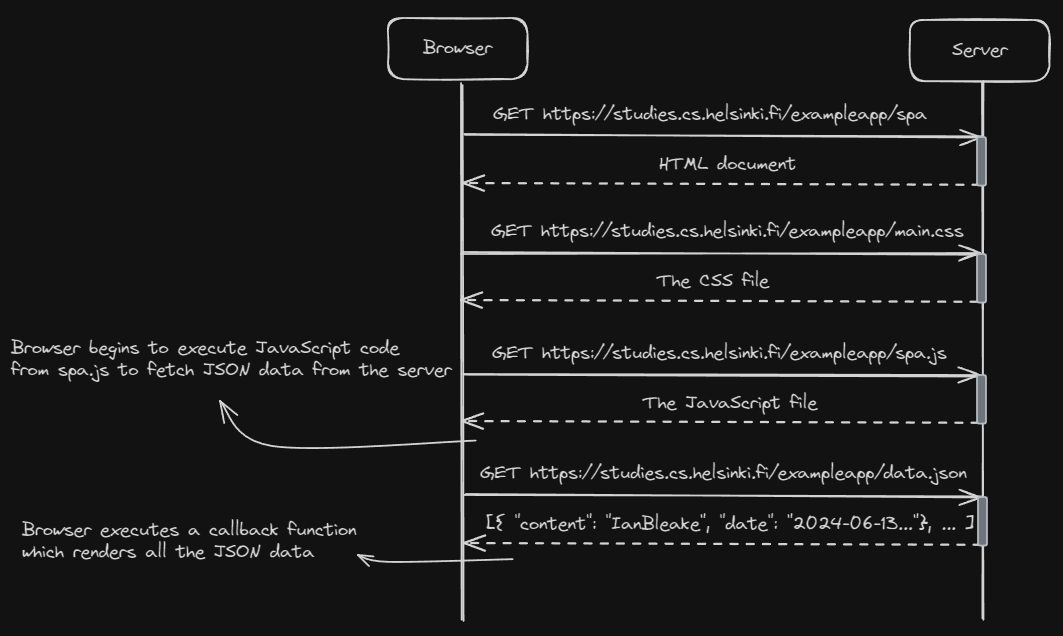 Browser
Server
GET https://studies.cs.helsinki.fi/exampleapp/spa
HTML document
GET https://studies.cs.helsinki.fi/exampleapp/main.css
The CSS file
Browser begins to execute JavaScript code
from spa.js to fetch JSON data from the server
GET https://studies.cs.helsinki.fi/exampleapp/spa.js
The JavaScript file
GET https://studies.cs.helsinki.fi/exampleapp/data.json
[{ "content": "IanBleake", "date": "2024-06-13..."}, ... ]
Browser executes a callback function
which renders all the JSON data